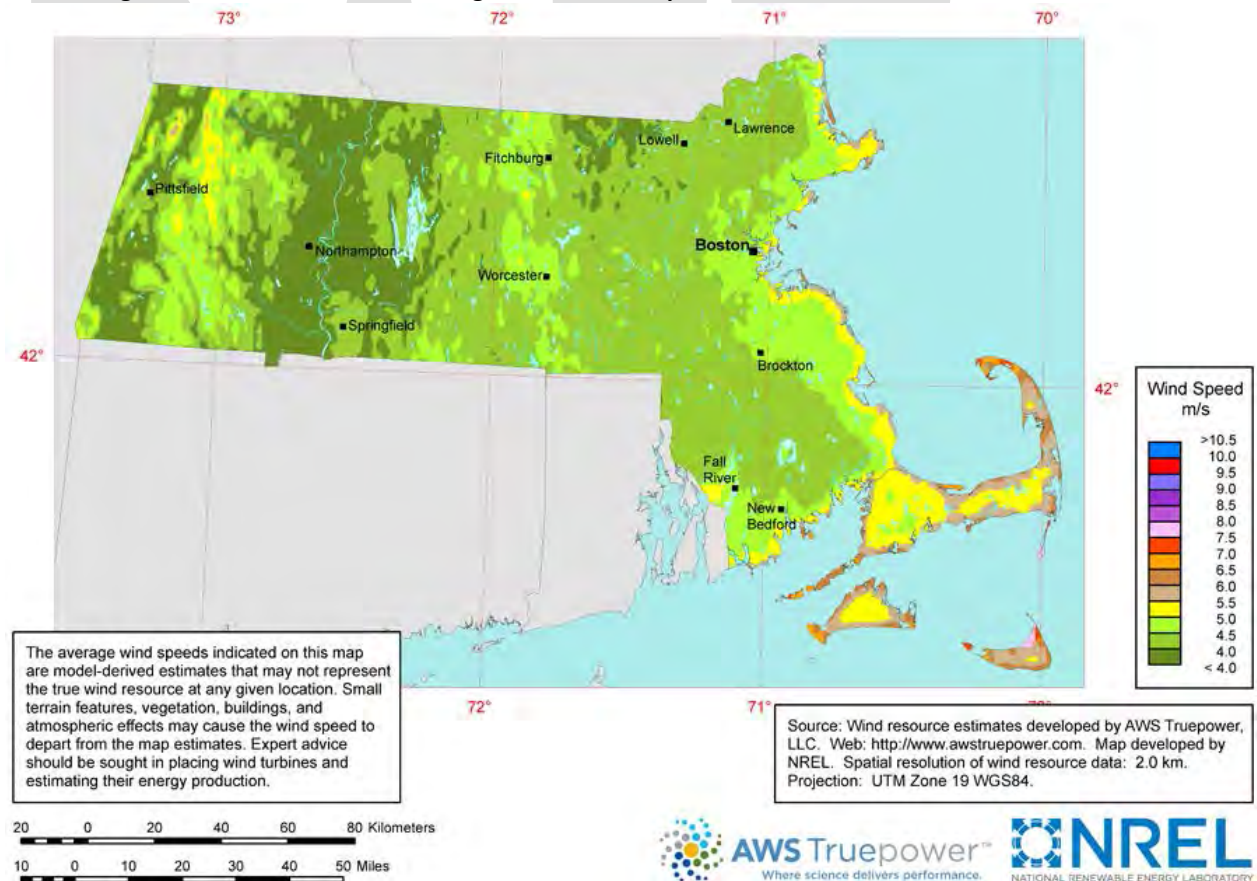 73°
72°
71°
70°
Lawrence
Lowell
Fitchburg
Pittsfield
Boston
Northampton
Worcester
Springfield
42°
Brockton
42°
Fall
River
New
Bedford
Wind Speed
m/s
>10.5
10.0
9.5
9.0
8.5
8.0
7.5
7.0
6.5
6.0
5.5
5.0
4.5
4.0
< 4.0
72°
71°
The average wind speeds indicated on this map
are model-derived estimates that may not represent
the true wind resource at any given location. Small
terrain features, vegetation, buildings, and
atmospheric effects may cause the wind speed to
depart from the map estimates. Expert advice
should be sought in placing wind turbines and
estimating their energy production.
Source: Wind resource estimates developed by AWS Truepower,
LLC. Web: http://www.awstruepower.com. Map developed by
NREL. Spatial resolution of wind resource data: 2.0 km.
Projection: UTM Zone 19 WGS84.
20 0 20 40 60 80 Kilometers
10 0 10 20 30 40 50 Miles
AWS Truepower™
Where science delivers performance.
NREL
NATIONAL RENEWABLE ENERGY LABORATORY